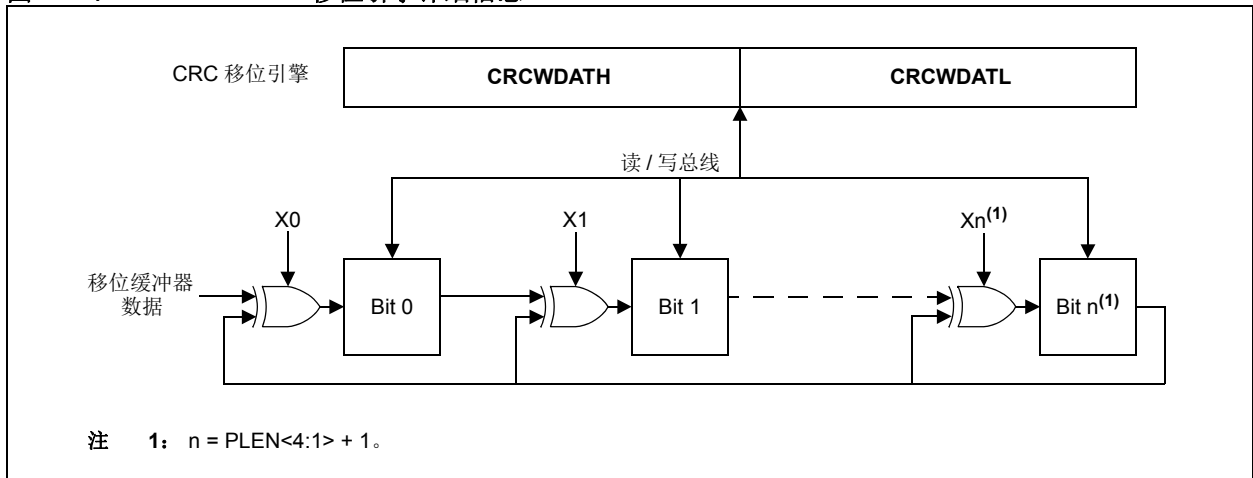 CRC 移位引擎
CRCWDATH
CRCWDATL
读 / 写总线
X0
X1
Xn(1)
移位缓冲器
数据
Bit 0
Bit 1
Bit n(1)
注 1： n = PLEN<4:1> + 1。